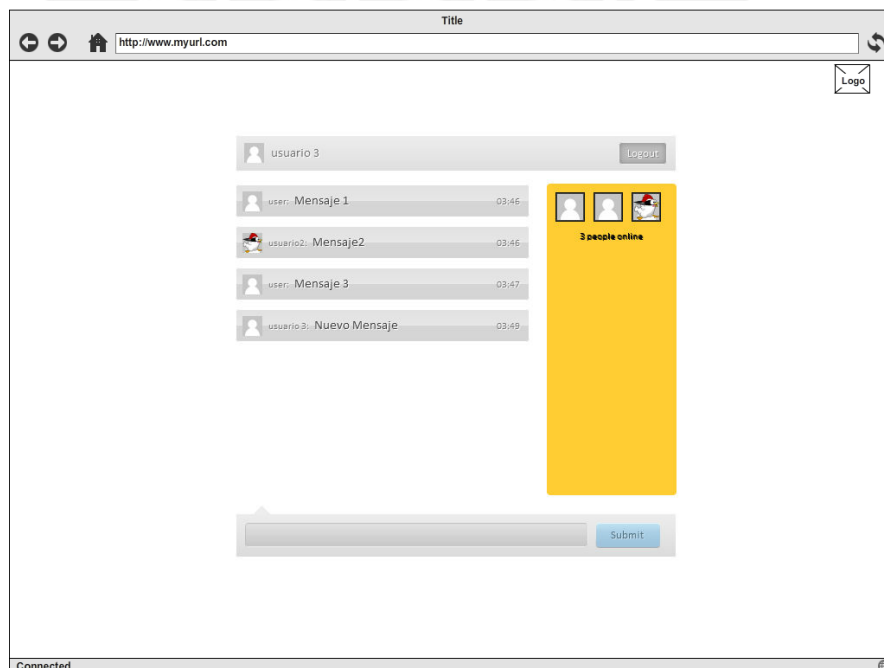 Title
http://www.myurl.com
Logo
usuario 3
Logout
user: Mensaje 1 03:46
usuario2: Mensaje2 03:46
user: Mensaje 3 03:47
usuario 3: Nuevo Mensaje 03:49
3 people online
Submit
Connected